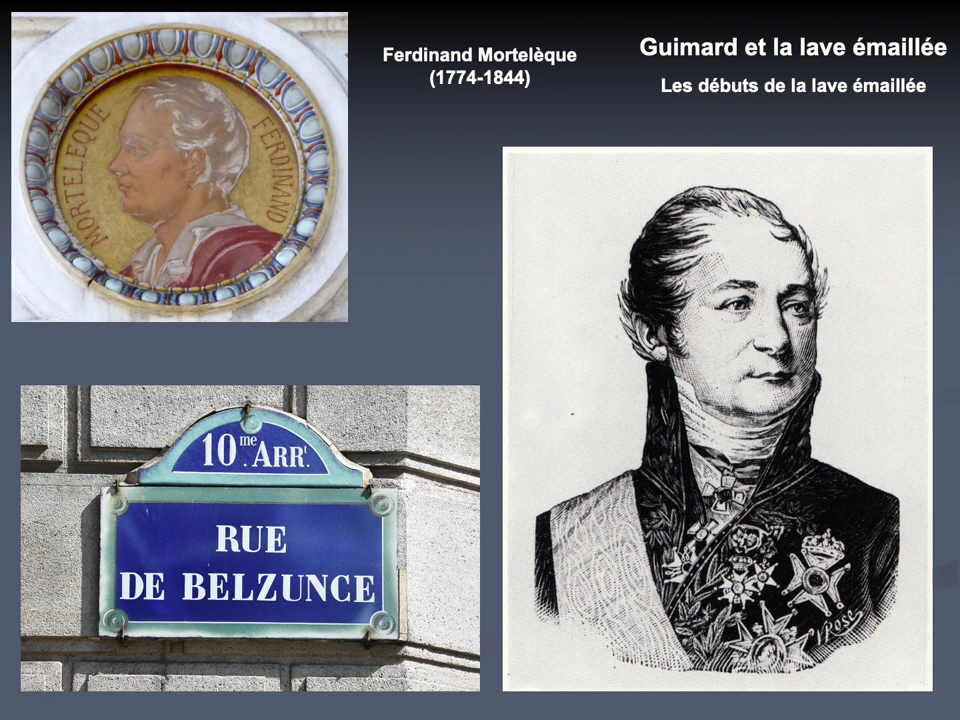 MORTELEQUE
FERDINAND
Ferdinand Mortelèque
(1774-1844)
Guimard et la lave émaillée
Les débuts de la lave émaillée
10me. ARRt.
RUE
DE BELZUNCE